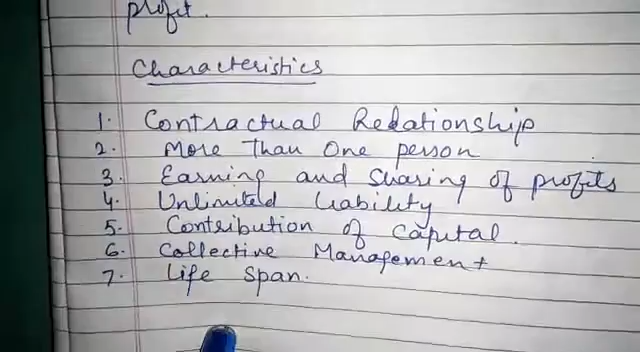 profit.
Characteristics
1. Contractual Relationship
2. More Than One person
3. Earning and Sharing of profits
4. Unlimited Liability
5. Contribution of Capital.
6. Collective Management
7. Life Span.